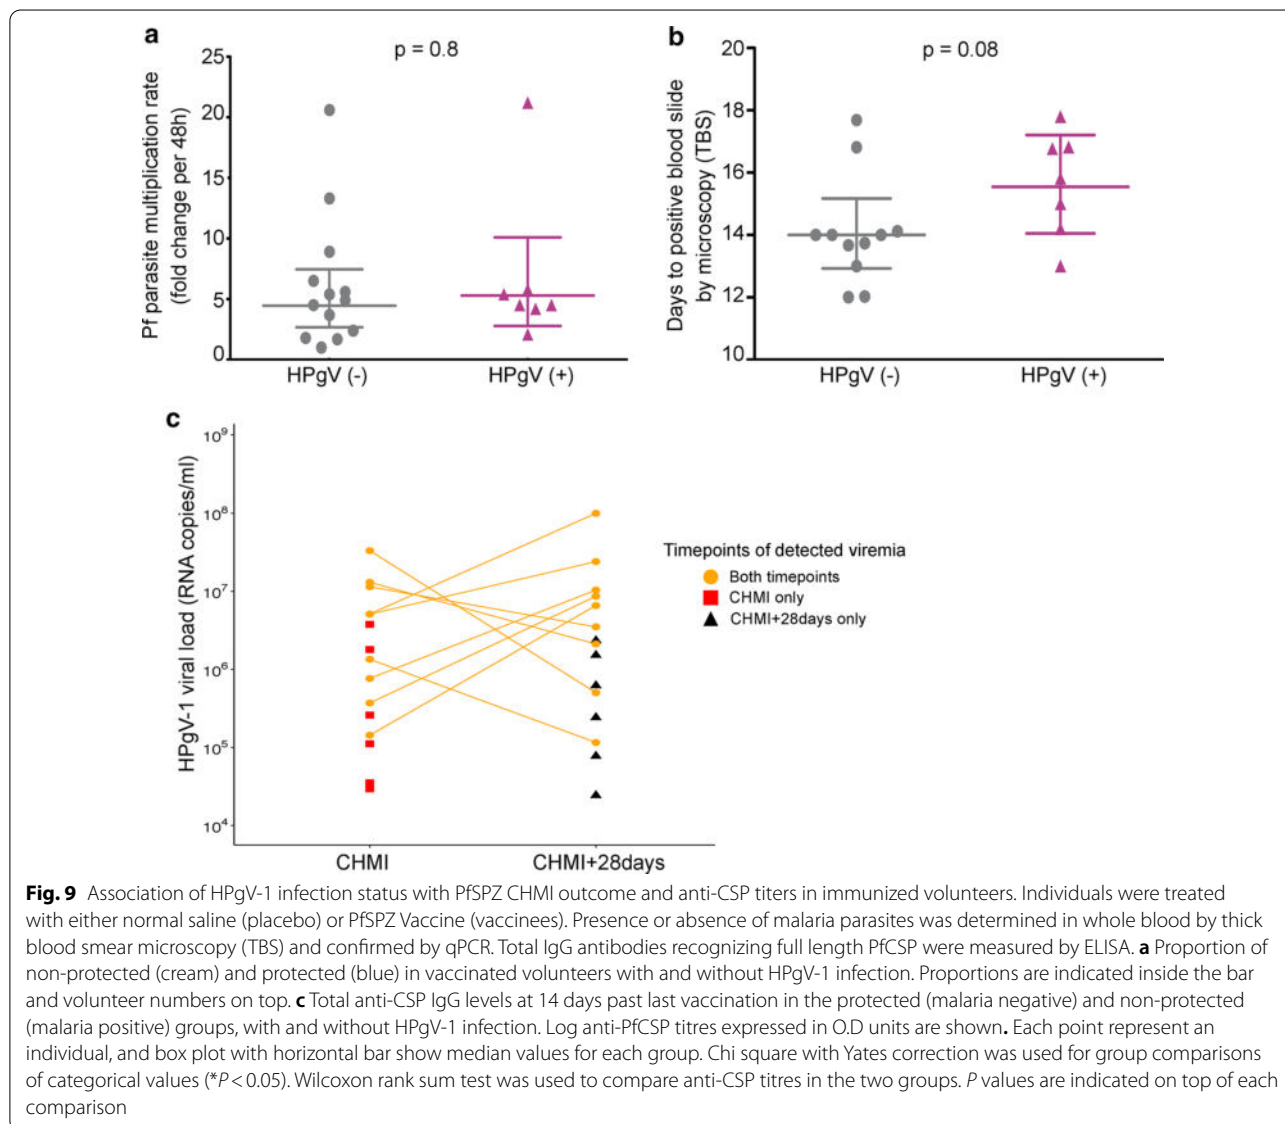 a
p = 0.8
25
20
15
10
5
0
Pf parasite multiplication rate
(fold change per 48h)
HPgV (-)
HPgV (+)
b
p = 0.08
20
18
16
14
12
10
Days to positive blood slide
by microscopy (TBS)
HPgV (-)
HPgV (+)
c
10⁹
10⁸
10⁷
10⁶
10⁵
10⁴
HPgV-1 viral load (RNA copies/ml)
CHMI
CHMI+28days
Timepoints of detected viremia
Both timepoints
CHMI only
CHMI+28days only
Fig. 9 Association of HPgV-1 infection status with PfSPZ CHMI outcome and anti-CSP titers in immunized volunteers. Individuals were treated
with either normal saline (placebo) or PfSPZ Vaccine (vaccinees). Presence or absence of malaria parasites was determined in whole blood by thick
blood smear microscopy (TBS) and confirmed by qPCR. Total IgG antibodies recognizing full length PfCSP were measured by ELISA. a Proportion of
non-protected (cream) and protected (blue) in vaccinated volunteers with and without HPgV-1 infection. Proportions are indicated inside the bar
and volunteer numbers on top. c Total anti-CSP IgG levels at 14 days past last vaccination in the protected (malaria negative) and non-protected
(malaria positive) groups, with and without HPgV-1 infection. Log anti-PfCSP titres expressed in O.D units are shown. Each point represent an
individual, and box plot with horizontal bar show median values for each group. Chi square with Yates correction was used for group comparisons
of categorical values (*P < 0.05). Wilcoxon rank sum test was used to compare anti-CSP titres in the two groups. P values are indicated on top of each
comparison